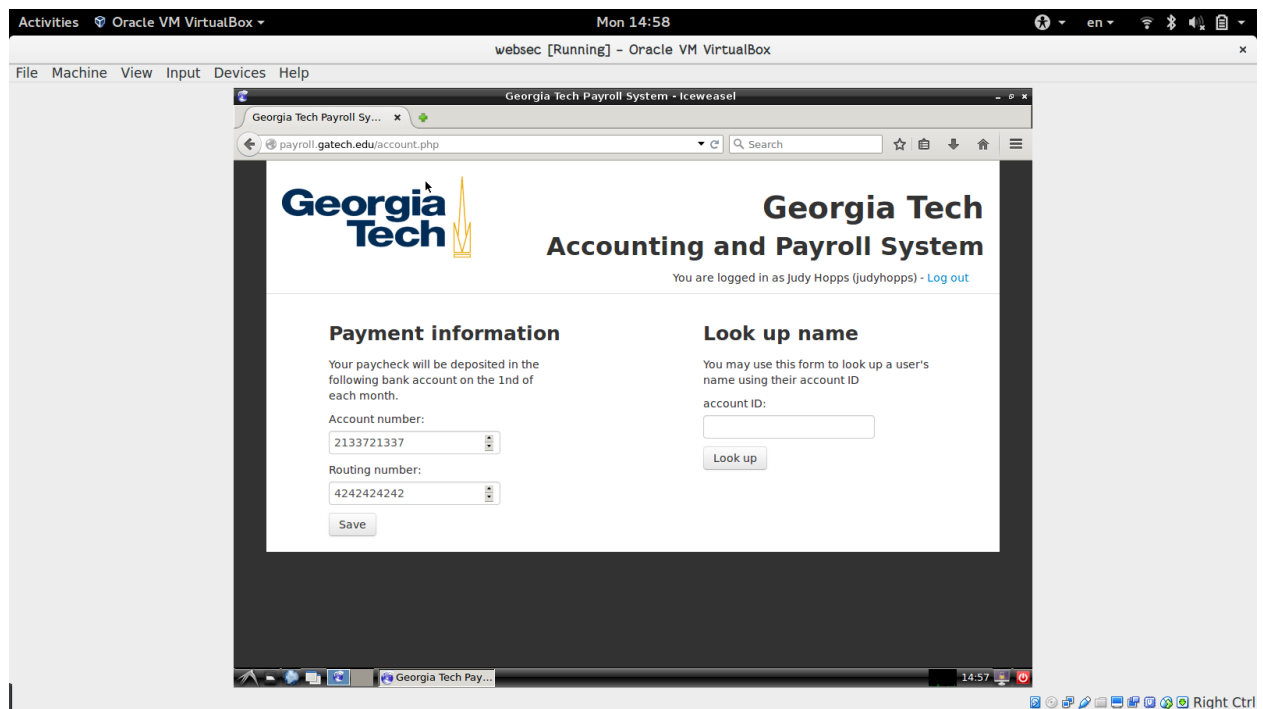 Activities Oracle VM VirtualBox Mon 14:58 en
websec [Running] - Oracle VM VirtualBox ×
File Machine View Input Devices Help
Georgia Tech Payroll System - Iceweasel
Georgia Tech Payroll Sy... ×
payroll.gatech.edu/account.php Search
Georgia
Tech
Georgia Tech
Accounting and Payroll System
You are logged in as Judy Hopps (judyhopps) - Log out
Payment information
Your paycheck will be deposited in the
following bank account on the 1nd of
each month.
Account number:
2133721337
Routing number:
4242424242
Save
Look up name
You may use this form to look up a user's
name using their account ID
account ID:
Look up
Georgia Tech Pay... 14:57
Right Ctrl